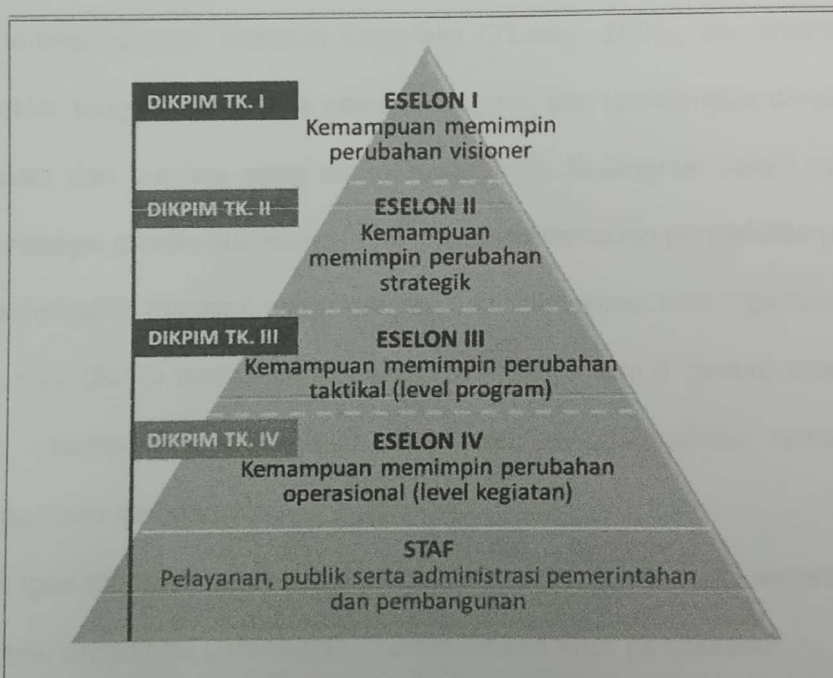 DIKPIM TK. I
ESELON I
Kemampuan memimpin
perubahan visioner
DIKPIM TK. II
ESELON II
Kemampuan
memimpin perubahan
strategik
DIKPIM TK. III
ESELON III
Kemampuan memimpin perubahan
taktikal (level program)
DIKPIM TK. IV
ESELON IV
Kemampuan memimpin perubahan
operasional (level kegiatan)
STAF
Pelayanan, publik serta administrasi pemerintahan
dan pembangunan